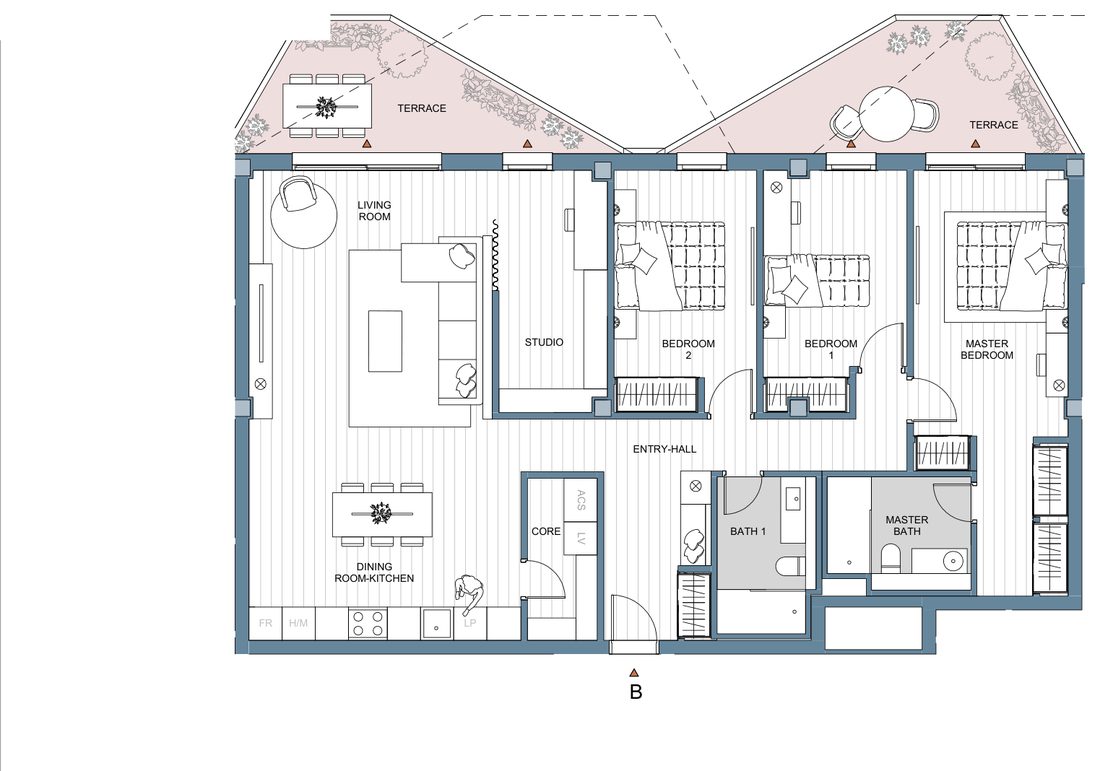 TERRACE
TERRACE
LIVING
ROOM
STUDIO
BEDROOM
2
BEDROOM
1
MASTER
BEDROOM
ENTRY-HALL
ACS
LV
CORE
BATH 1
MASTER
BATH
DINING
ROOM-KITCHEN
FR
H/M
LP
B